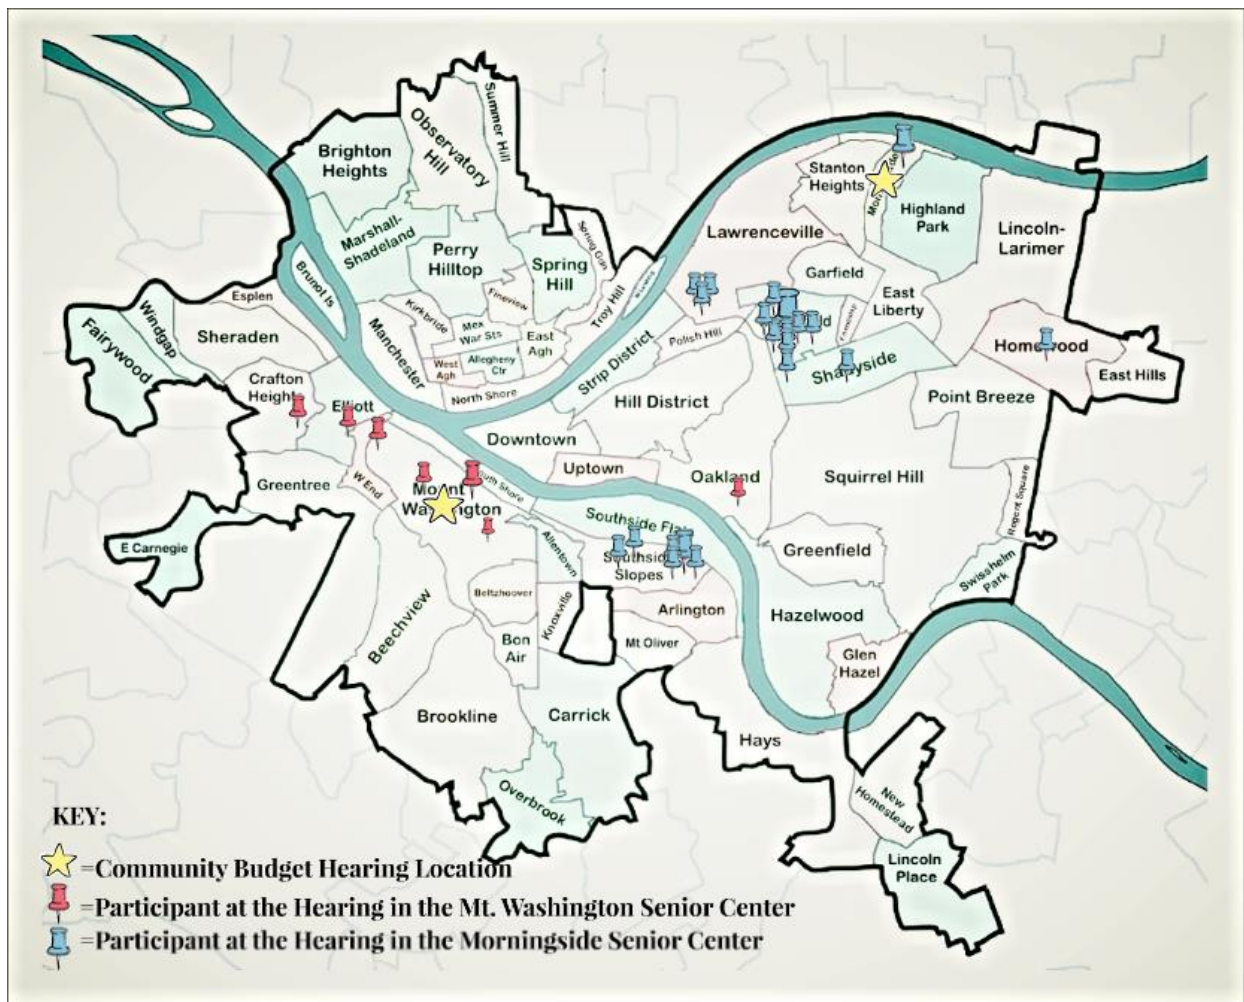 Summer Hill
Observatory
Hill
Brighton
Heights
Stanton
Heights
Highland
Park
Lincoln-
Larimer
Lawrenceville
Marshall-
Shadeland
Perry
Hilltop
Spring
Hill
Garfield
East
Liberty
Brunot Is
Esplen
Windgap
Fairywood
Sheraden
Manchester
Kirkbride
Fineview
Mex
War Sts
East
Agh
Troy Hill
West
Agh
Allegheny
Ctr
North Shore
Strip District
Polish Hill
Homewood
East Hills
Point Breeze
Crafton
Heights
Elliott
Hill District
Downtown
Uptown
Oakland
Squirrel Hill
Greentree
W End
Mount
Washington
South Shore
Regent Square
E Carnegie
Southside Flats
Southside
Slopes
Allentown
Greenfield
Swisshelm
Park
Beltzhoover
Knoxville
Arlington
Hazelwood
Beechview
Bon
Air
Mt Oliver
Glen
Hazel
Brookline
Carrick
Hays
Overbrook
New
Homestead
Lincoln
Place
KEY:
=Community Budget Hearing Location
=Participant at the Hearing in the Mt. Washington Senior Center
=Participant at the Hearing in the Morningside Senior Center